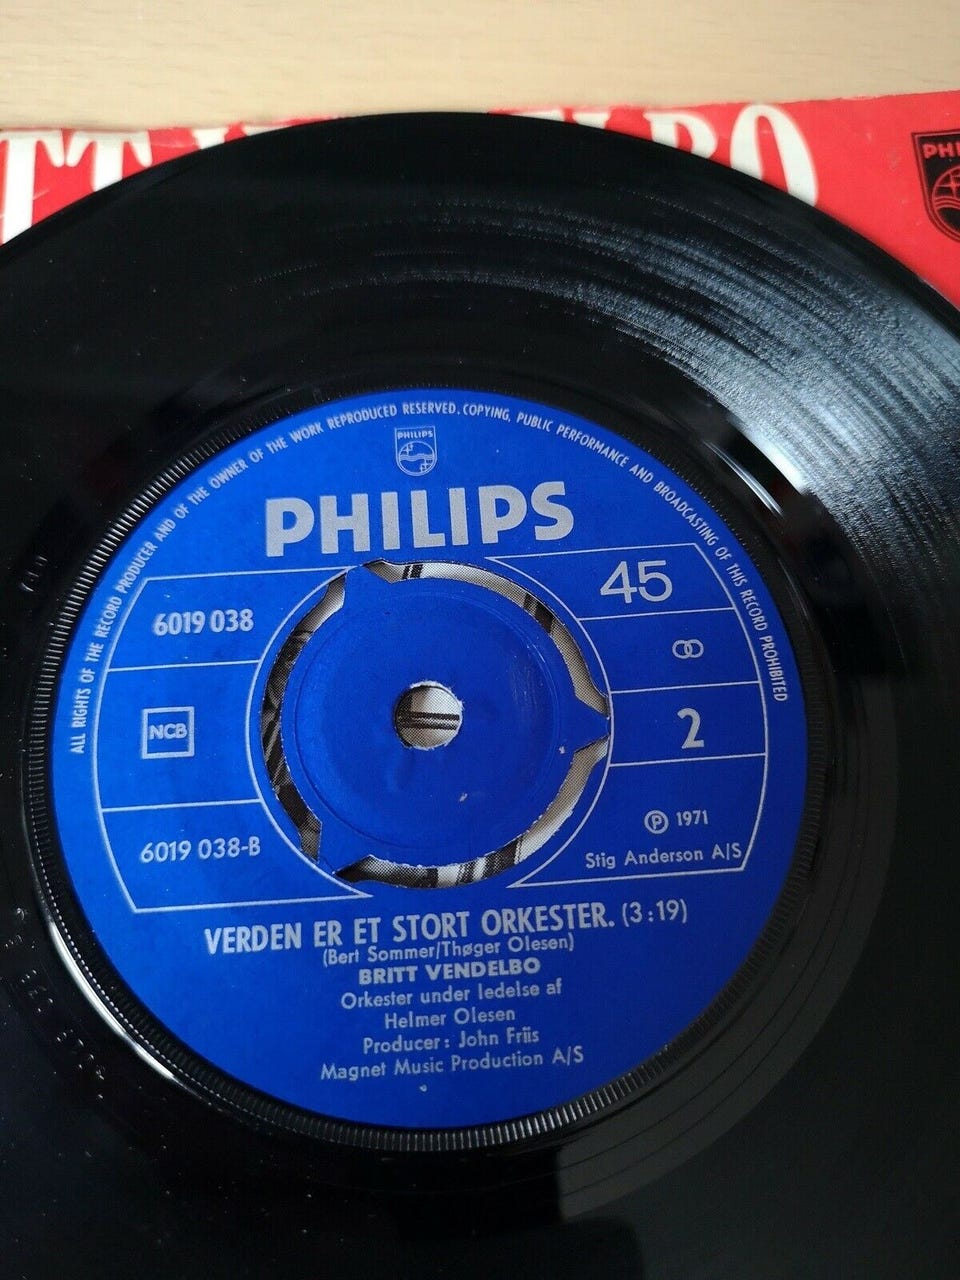 BO
PHI
ALL RIGHTS OF THE RECORD PRODUCER AND OF THE OWNER OF THE WORK REPRODUCED RESERVED. COPYING, PUBLIC PERFORMANCE AND BROADCASTING OF THIS RECORD PROHIBITED
PHILIPS
PHILIPS
6019 038
45
NCB
2
6019 038-B
Ⓟ 1971
Stig Anderson A/S
VERDEN ER ET STORT ORKESTER. (3:19)
(Bert Sommer/Thøger Olesen)
BRITT VENDELBO
Orkester under ledelse af
Helmer Olesen
Producer: John Friis
Magnet Music Production A/S